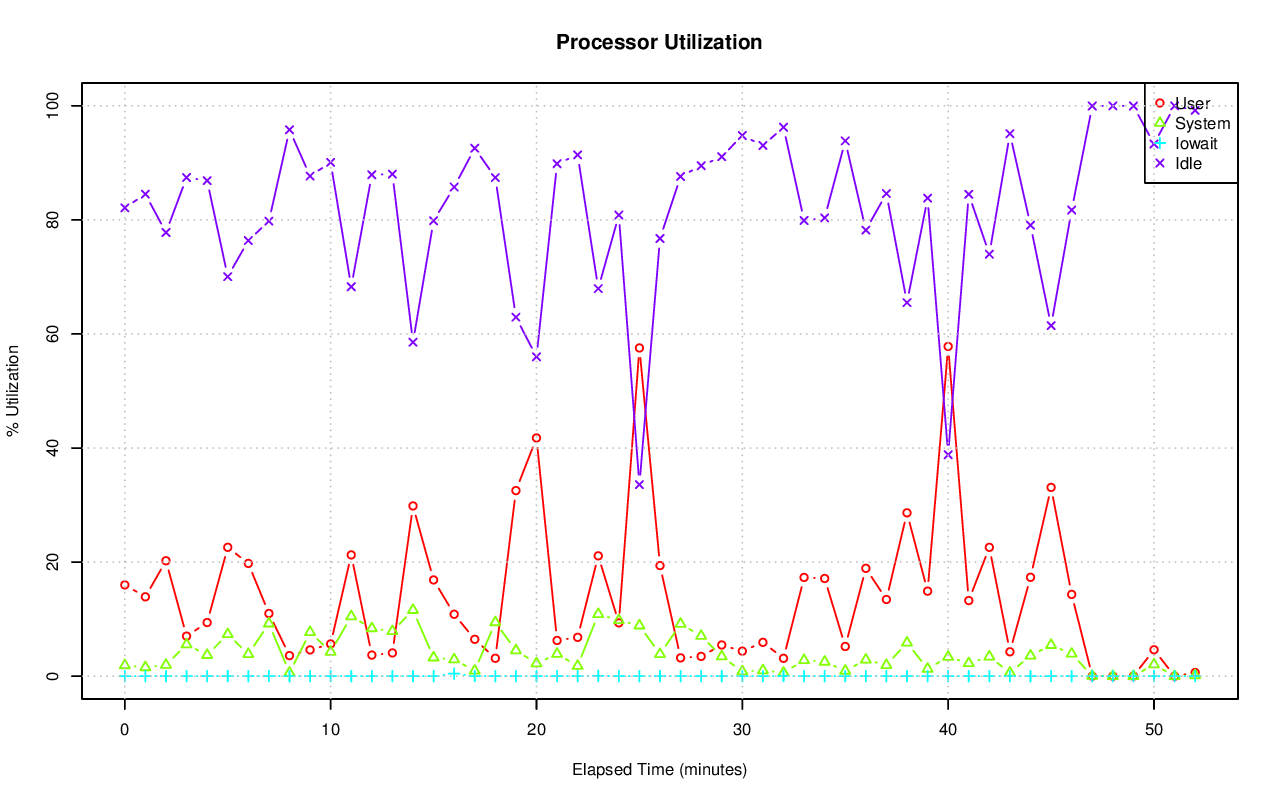 Processor Utilization
% Utilization
100
80
60
40
20
0
User
System
Iowait
Idle
0 10 20 30 40 50
Elapsed Time (minutes)